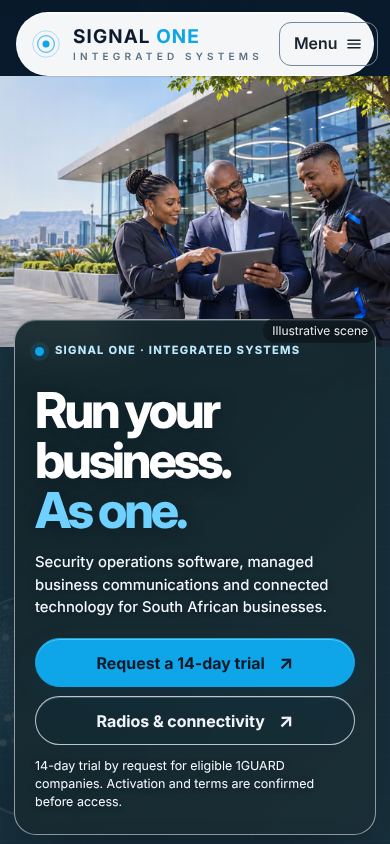 SIGNAL ONE
INTEGRATED SYSTEMS
Menu
Illustrative scene
SIGNAL ONE · INTEGRATED SYSTEMS
Run your
business.
As one.
Security operations software, managed
business communications and connected
technology for South African businesses.
Request a 14-day trial
Radios & connectivity
14-day trial by request for eligible 1GUARD
companies. Activation and terms are confirmed
before access.